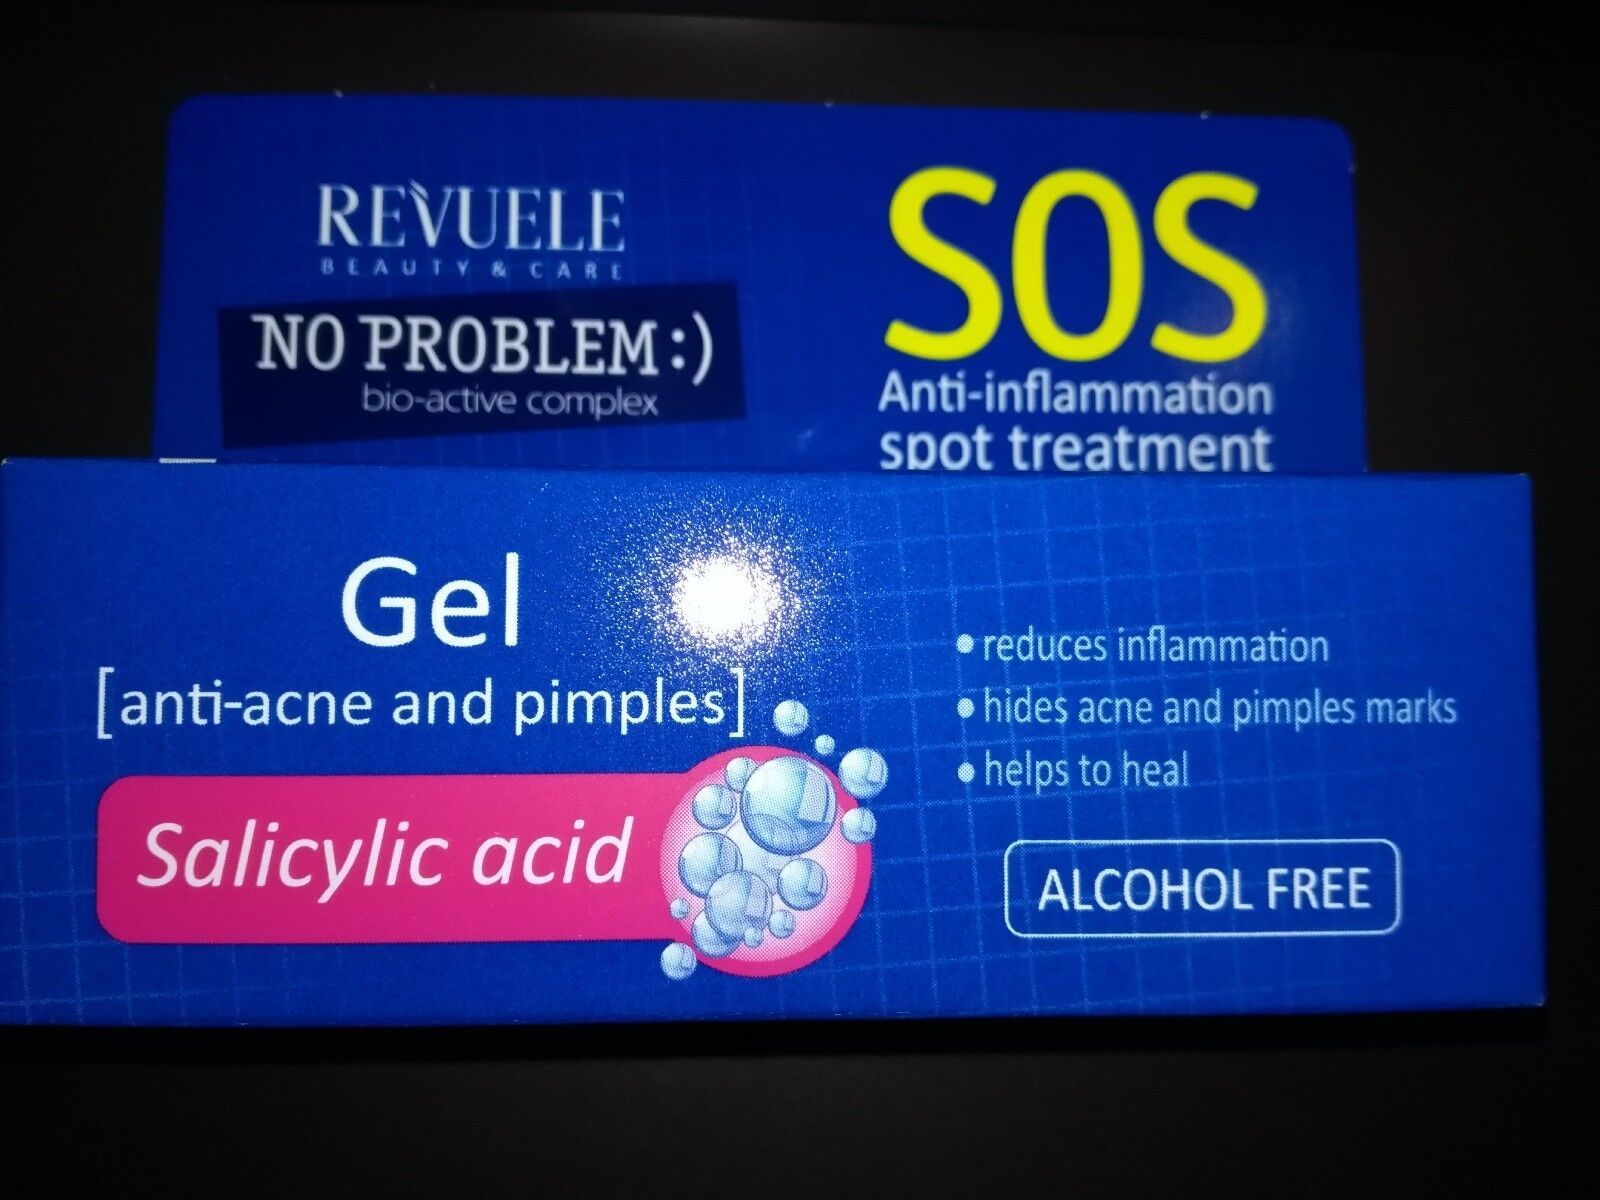 REVUELE
BEAUTY & CARE
NO PROBLEM:)
bio-active complex
SOS
Anti-inflammation
spot treatment
Gel
[anti-acne and pimples]
Salicylic acid
• reduces inflammation
• hides acne and pimples marks
• helps to heal
ALCOHOL FREE